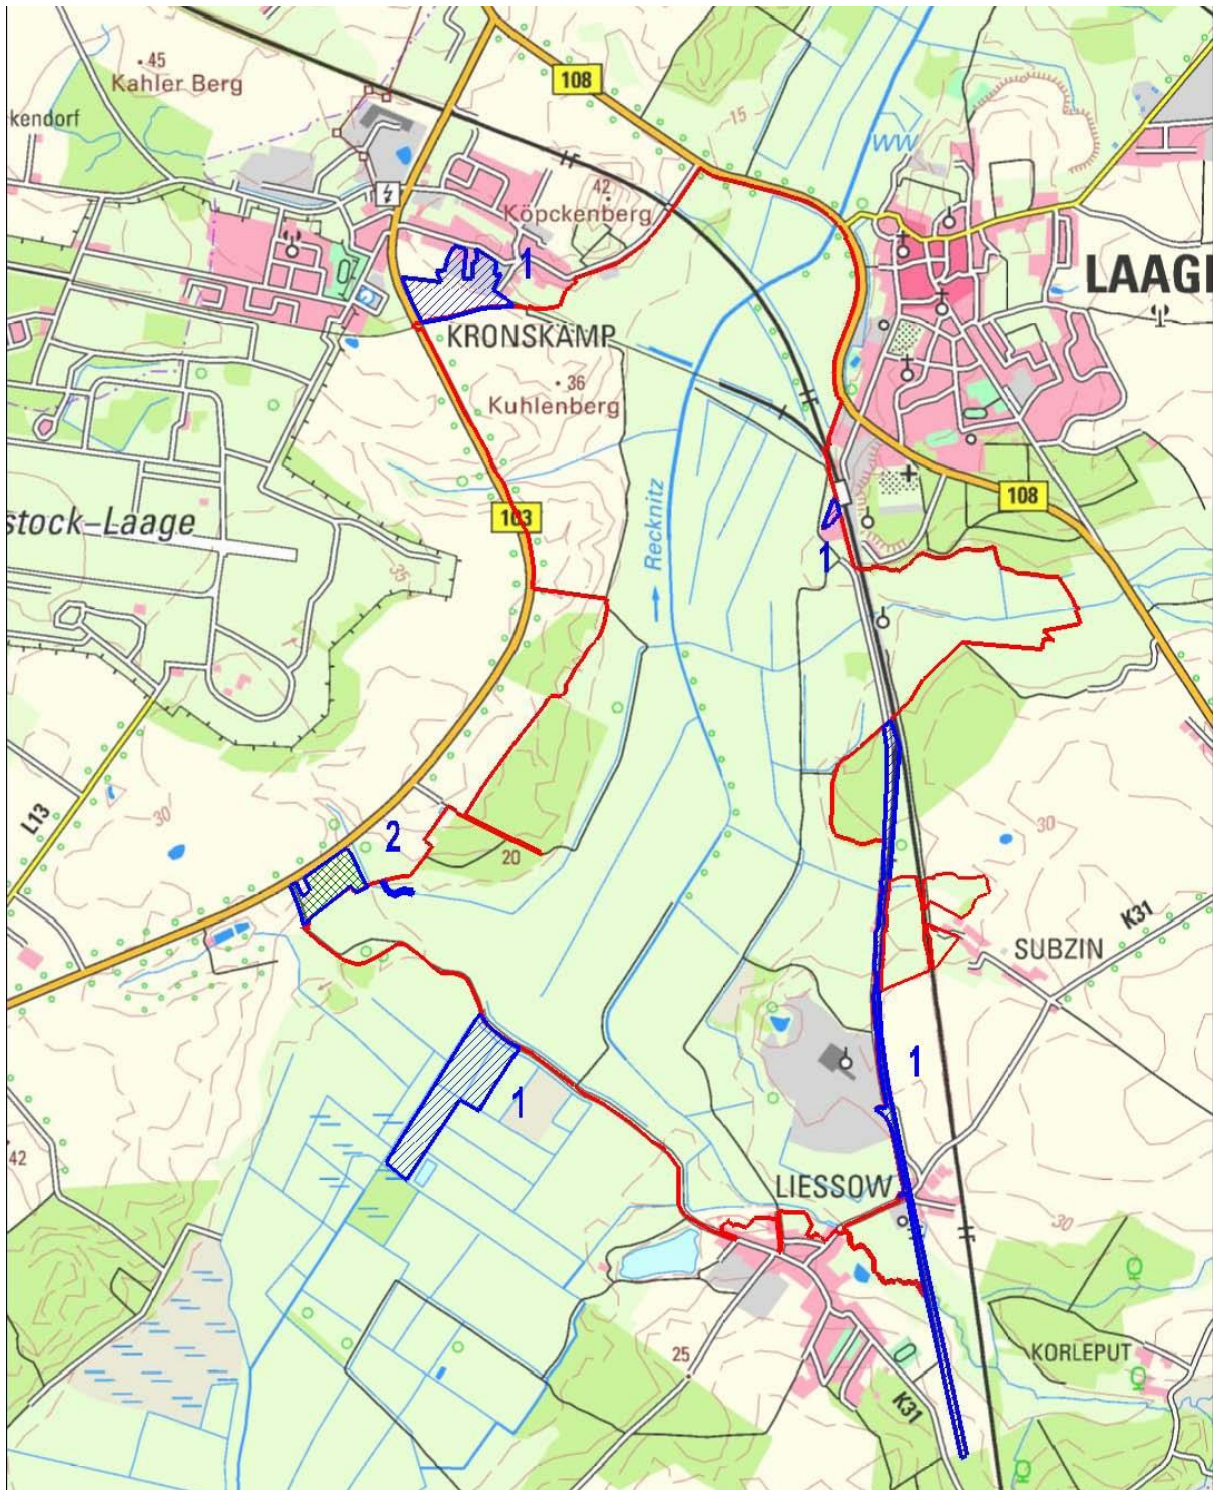 45
Kahler Berg
kendorf
108
15
WW
42
Köpckenberg
1
LAAGE
KRONSKAMP
36
Kuhlenberg
Recknitz
103
108
stock-Laage
1
35
L13
30
2
20
30
K31
SUBZIN
1
1
42
LIESSOW
30
25
KORLEPUT
K31